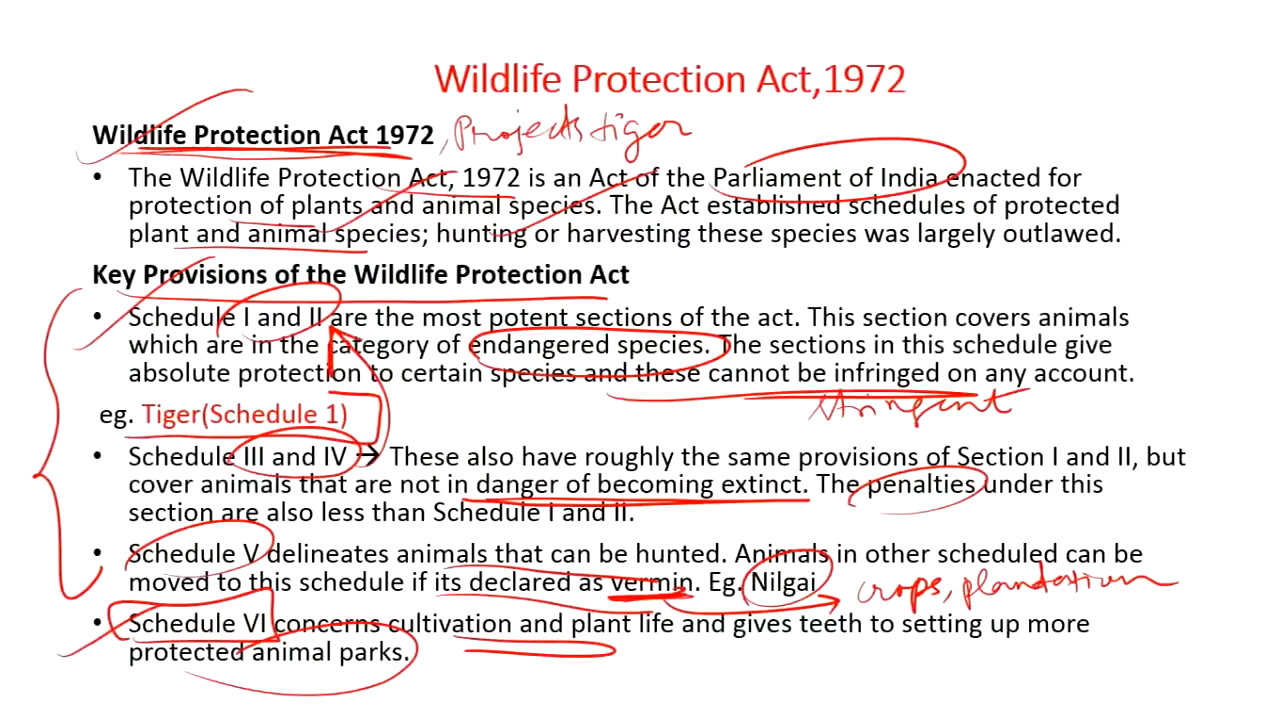 Wildlife Protection Act,1972
Wildlife Protection Act 1972 , Projects tiger
• The Wildlife Protection Act, 1972 is an Act of the Parliament of India enacted for
protection of plants and animal species. The Act established schedules of protected
plant and animal species; hunting or harvesting these species was largely outlawed.
Key Provisions of the Wildlife Protection Act
• Schedule I and II are the most potent sections of the act. This section covers animals
which are in the category of endangered species. The sections in this schedule give
absolute protection to certain species and these cannot be infringed on any account.
eg. Tiger(Schedule 1) stringent
• Schedule III and IV → These also have roughly the same provisions of Section I and II, but
cover animals that are not in danger of becoming extinct. The penalties under this
section are also less than Schedule I and II.
• Schedule V delineates animals that can be hunted. Animals in other scheduled can be
moved to this schedule if its declared as vermin. Eg. Nilgai → crops,
• Schedule VI concerns cultivation and plant life and gives teeth to setting up more
protected animal parks.